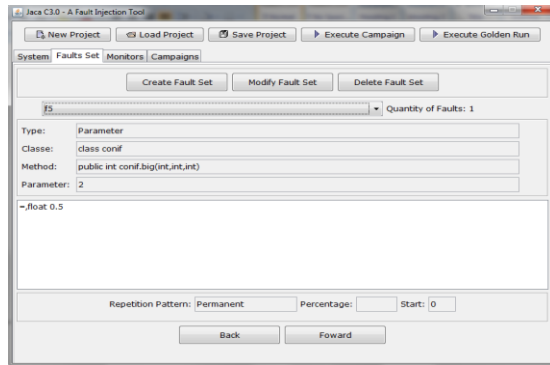 Jaca C3.0 - A Fault Injection Tool
New Project Load Project Save Project Execute Campaign Execute Golden Run
System Faults Set Monitors Campaigns
Create Fault Set Modify Fault Set Delete Fault Set
f5 Quantity of Faults: 1
Type: Parameter
Classe: class conif
Method: public int conif.big(int,int,int)
Parameter: 2
=,float 0.5
Repetition Pattern: Permanent Percentage: Start: 0
Back Foward